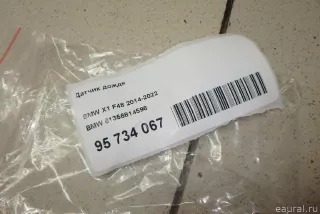 Датчик дождя
BMW X1 F48 2014-2022
BMW 61356814596
95 734 067
eaural.ru